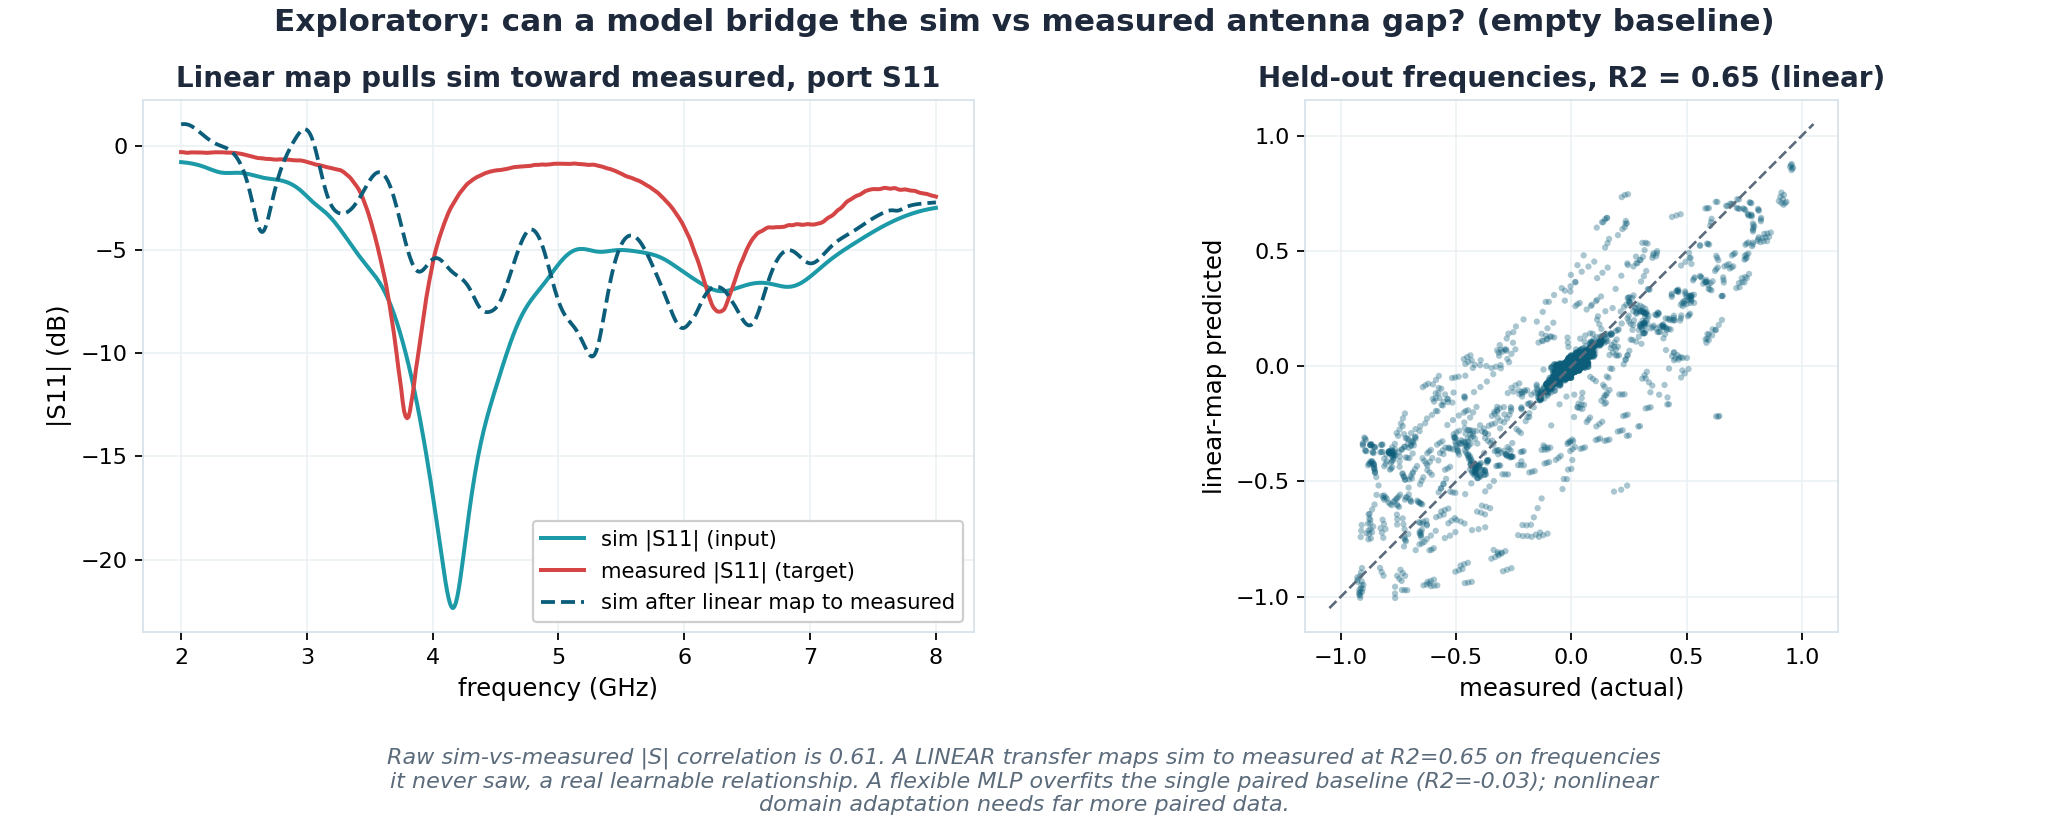 Exploratory: can a model bridge the sim vs measured antenna gap? (empty baseline)
Linear map pulls sim toward measured, port S11
|S11| (dB)
0
−5
−10
−15
−20
2 3 4 5 6 7 8
frequency (GHz)
sim |S11| (input)
measured |S11| (target)
sim after linear map to measured
Held-out frequencies, R2 = 0.65 (linear)
linear-map predicted
1.0
0.5
0.0
−0.5
−1.0
−1.0 −0.5 0.0 0.5 1.0
measured (actual)
Raw sim-vs-measured |S| correlation is 0.61. A LINEAR transfer maps sim to measured at R2=0.65 on frequencies
it never saw, a real learnable relationship. A flexible MLP overfits the single paired baseline (R2=-0.03); nonlinear
domain adaptation needs far more paired data.